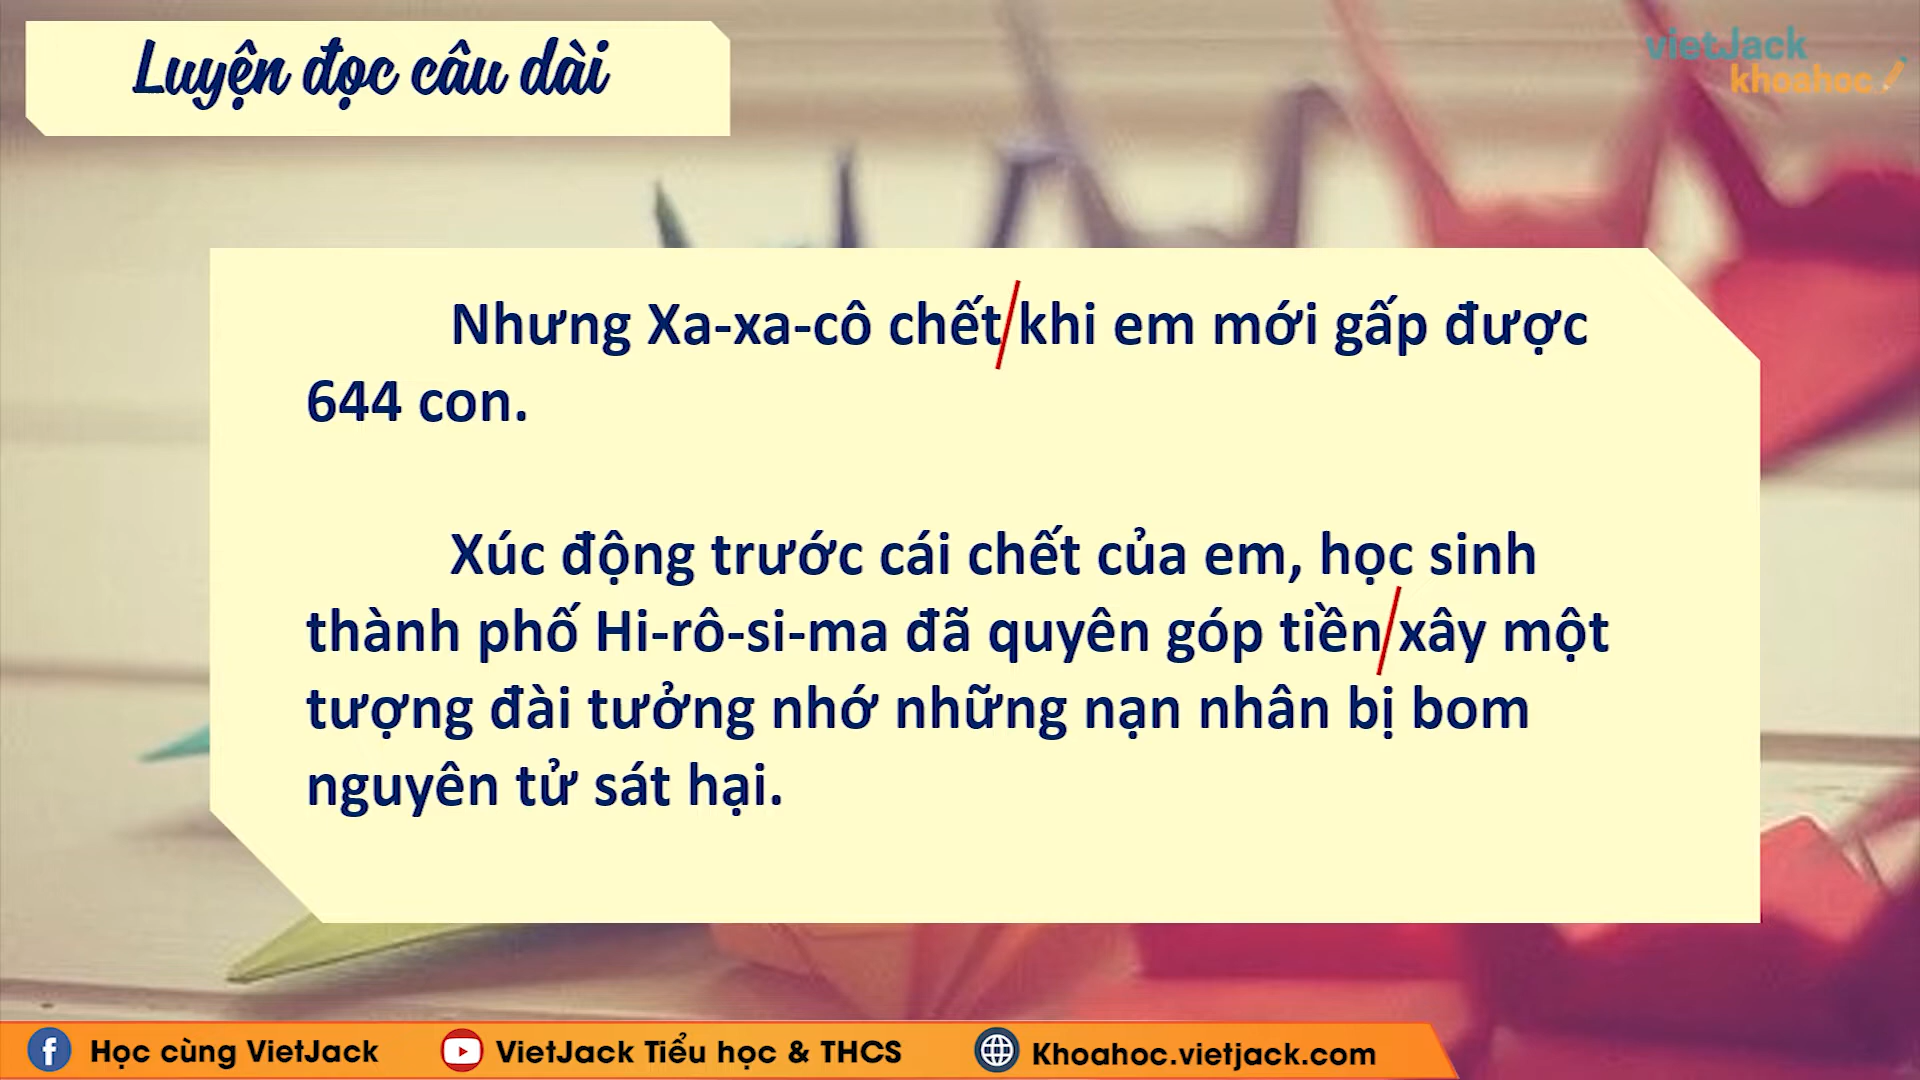 Luyện đọc câu dài
vietJack
khoahoc
Nhưng Xa-xa-cô chết/khi em mới gấp được
644 con.
Xúc động trước cái chết của em, học sinh
thành phố Hi-rô-si-ma đã quyên góp tiền/xây một
tượng đài tưởng nhớ những nạn nhân bị bom
nguyên tử sát hại.
Học cùng VietJack
VietJack Tiểu học & THCS
Khoahoc.vietjack.com